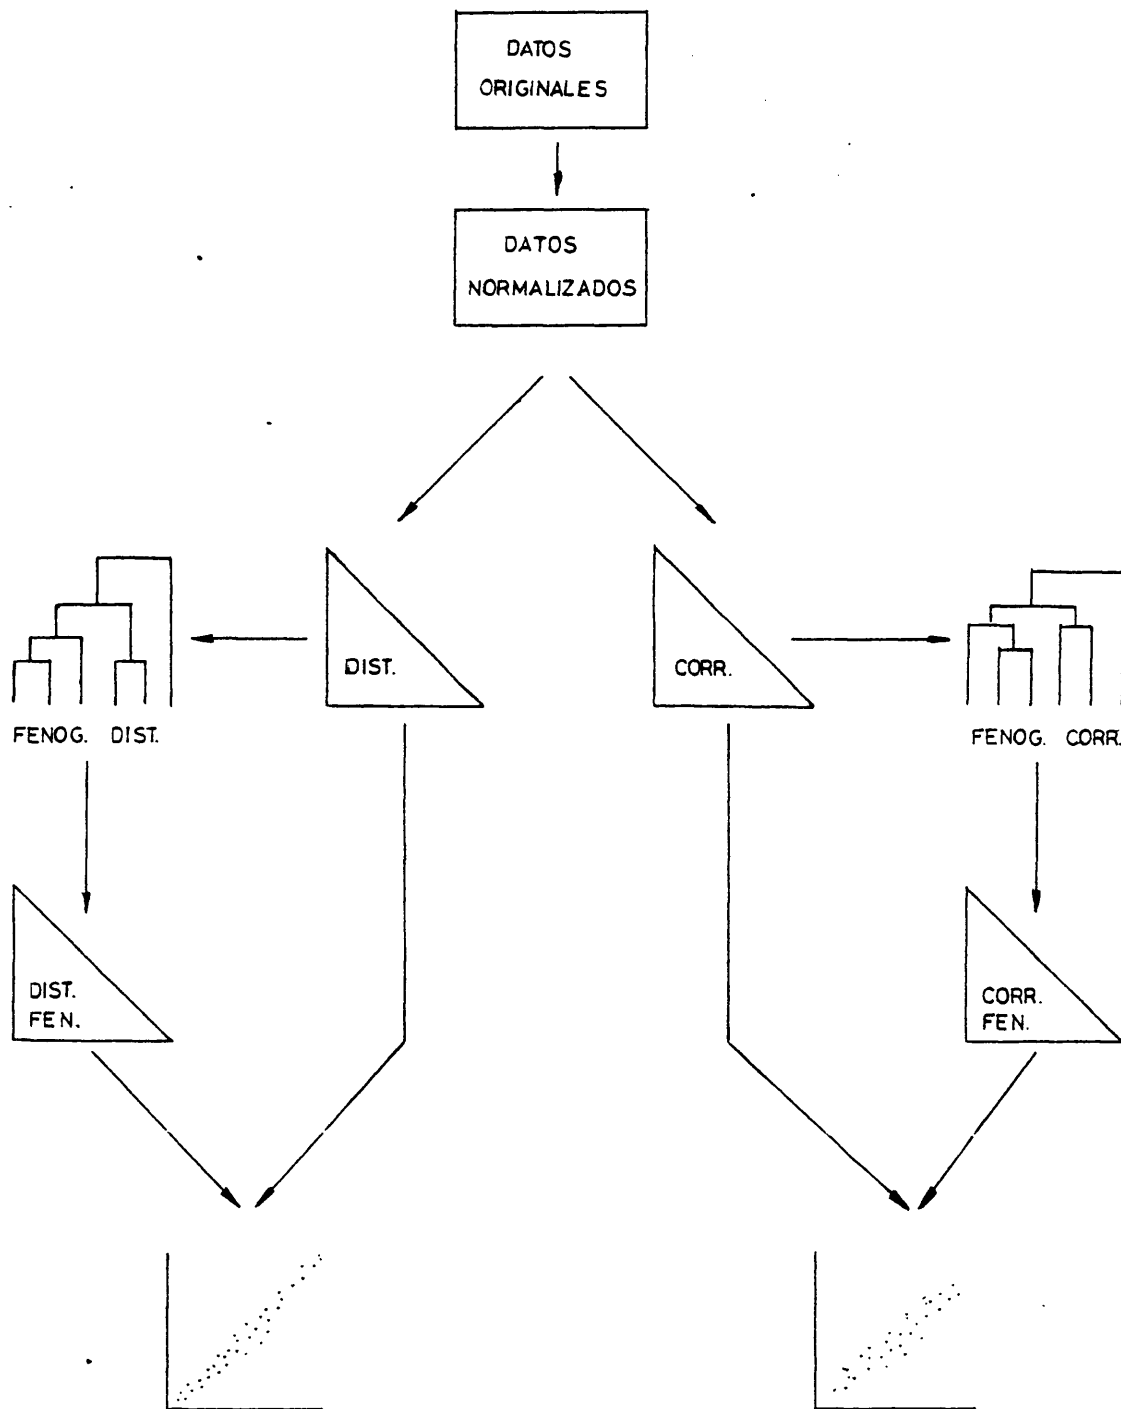 DATOS
ORIGINALES
DATOS
NORMALIZADOS
DIST.
CORR.
FENOG. DIST.
FENOG. CORR.
DIST.
FEN.
CORR.
FEN.